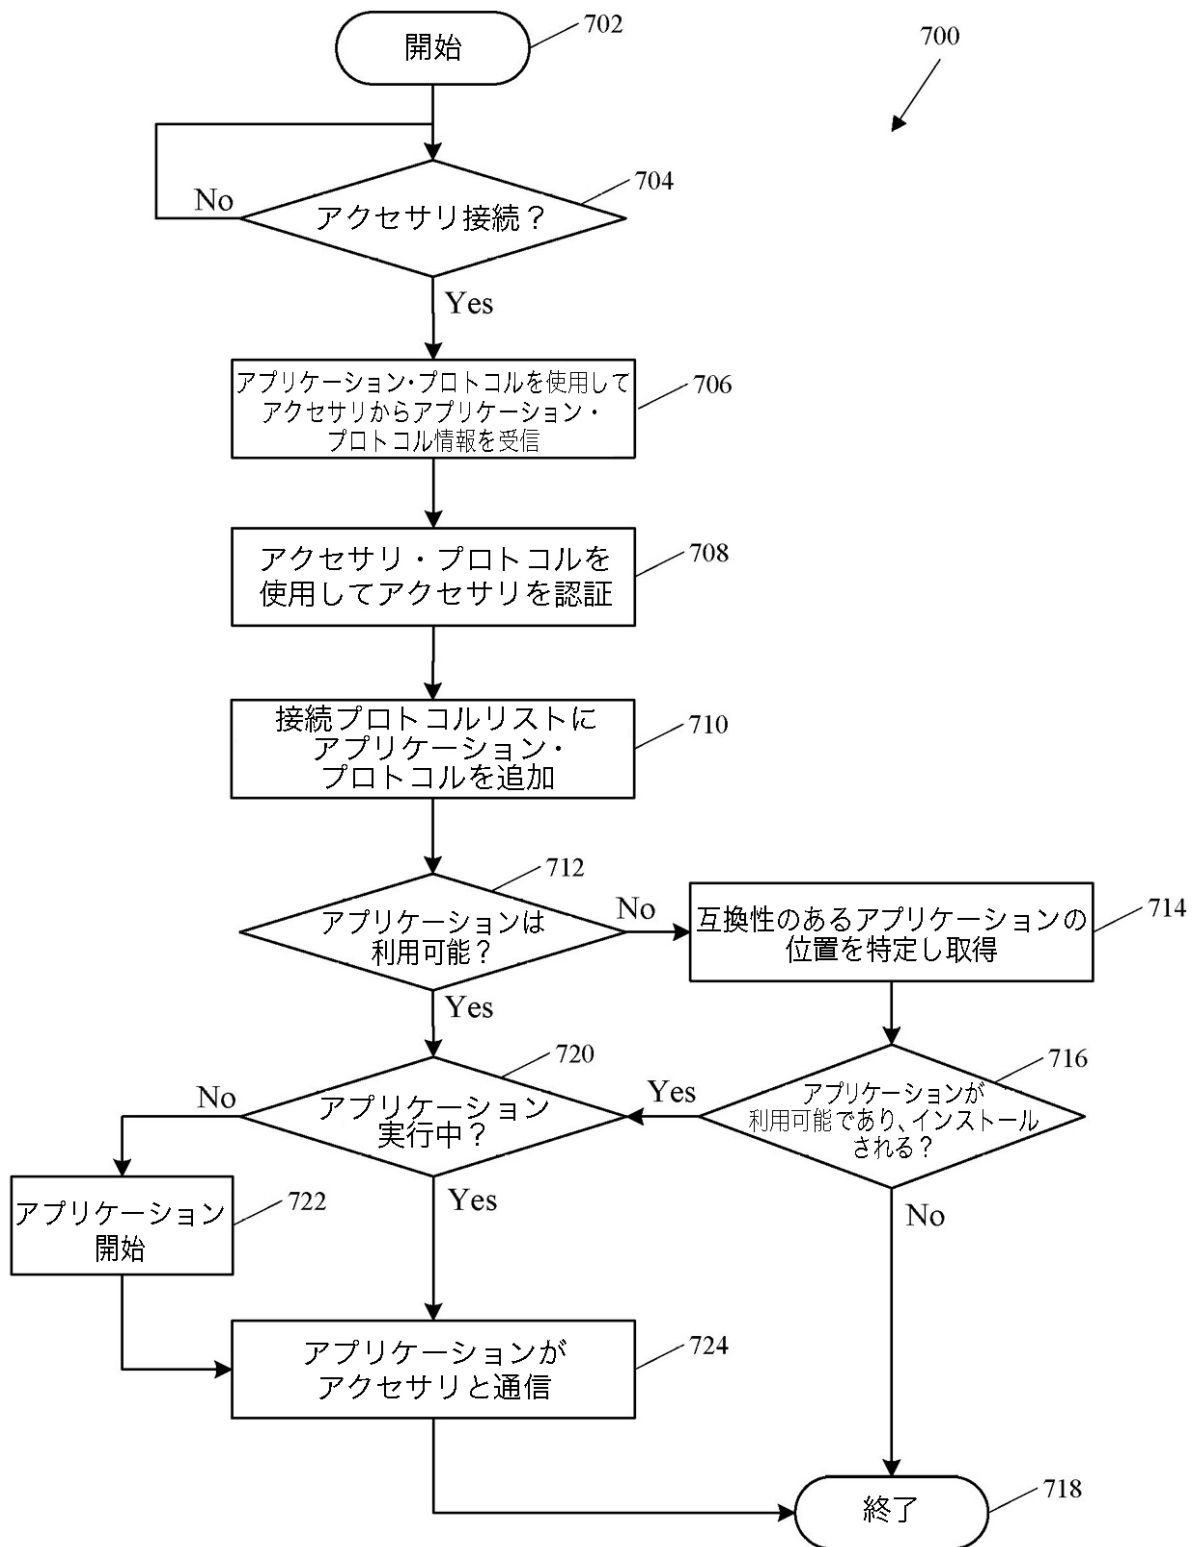 開始
702
700
No
アクセサリ接続？
704
Yes
アプリケーション・プロトコルを使用して
アクセサリからアプリケーション・
プロトコル情報を受信
706
アクセサリ・プロトコルを
使用してアクセサリを認証
708
接続プロトコルリストに
アプリケーション・
プロトコルを追加
710
712
アプリケーションは
利用可能？
No
互換性のあるアプリケーションの
位置を特定し取得
714
Yes
720
アプリケーション
実行中？
No
Yes
716
アプリケーションが
利用可能であり、インストール
される？
アプリケーション
開始
722
Yes
No
アプリケーションが
アクセサリと通信
724
終了
718